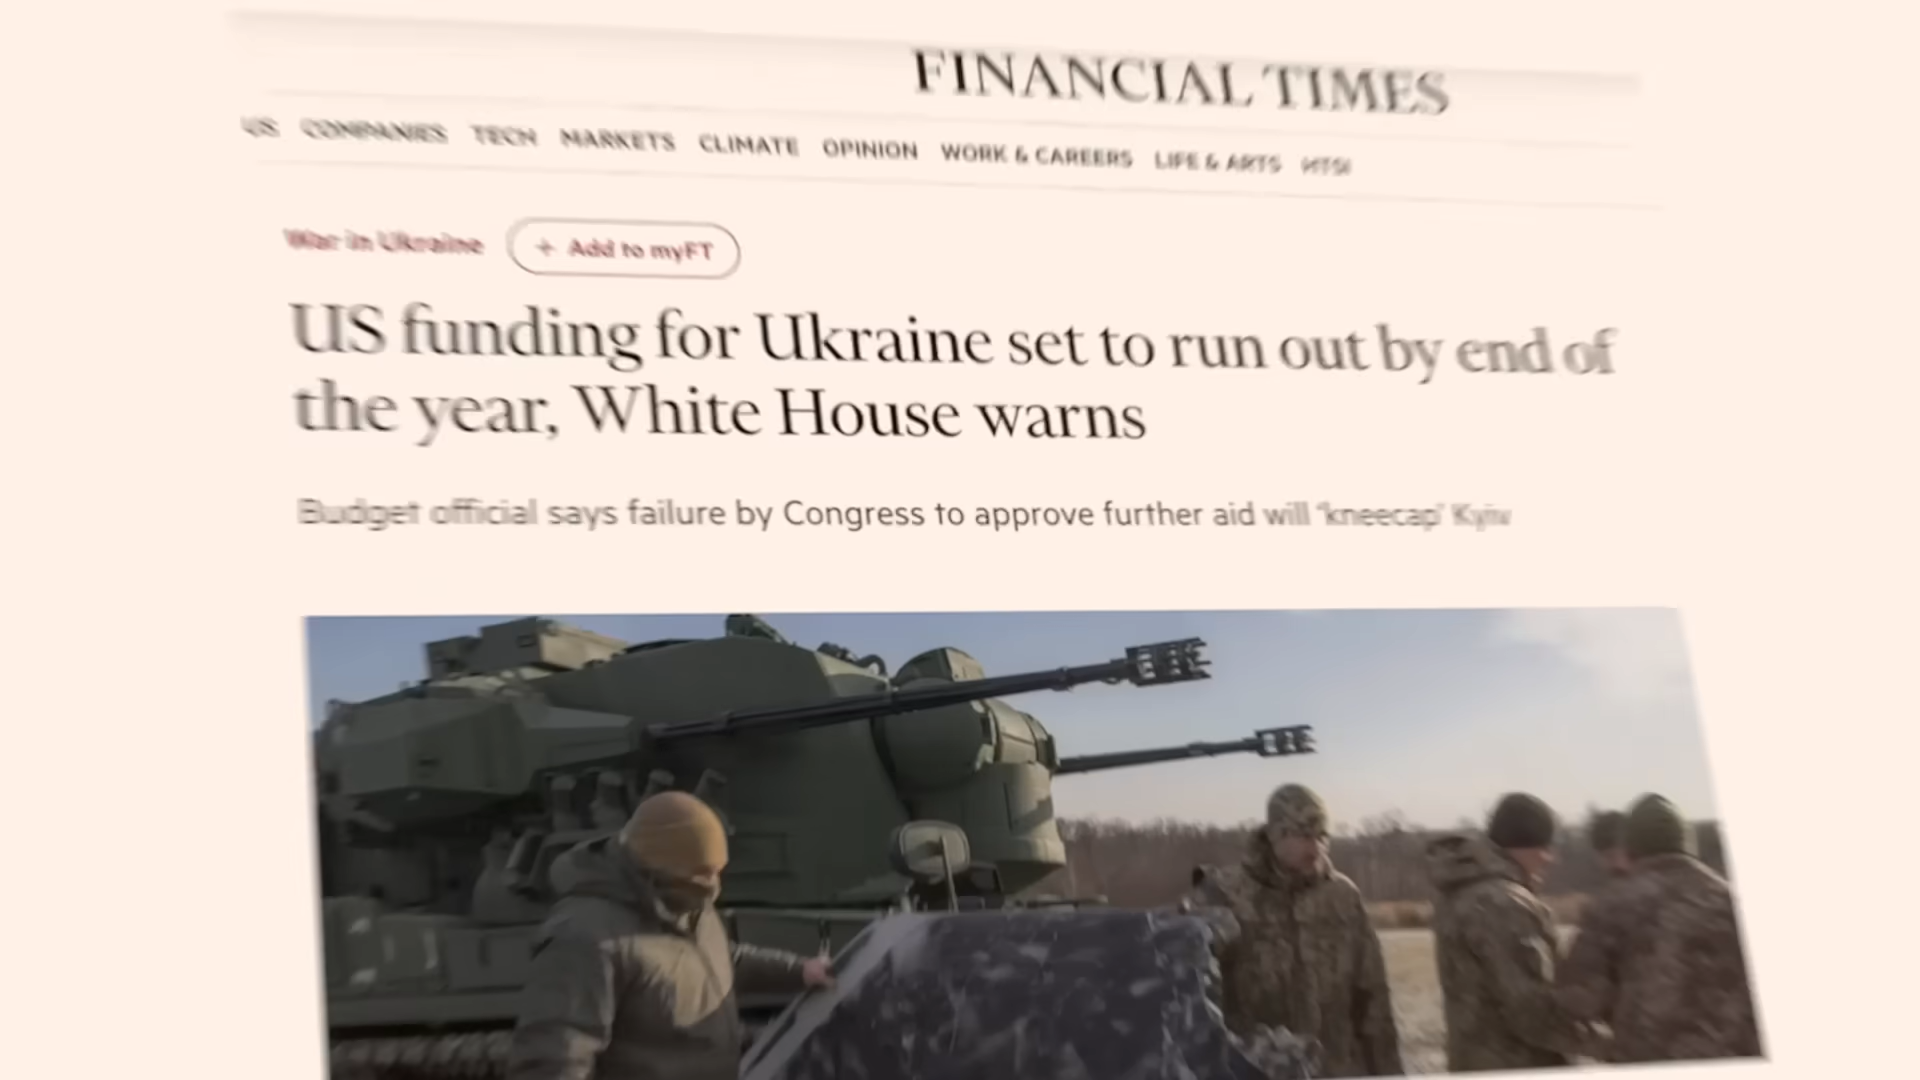 FINANCIAL TIMES
US COMPANIES TECH MARKETS CLIMATE OPINION WORK & CAREERS LIFE & ARTS HTSI
War in Ukraine + Add to myFT
US funding for Ukraine set to run out by end of
the year, White House warns
Budget official says failure by Congress to approve further aid will ‘kneecap’ Kyiv